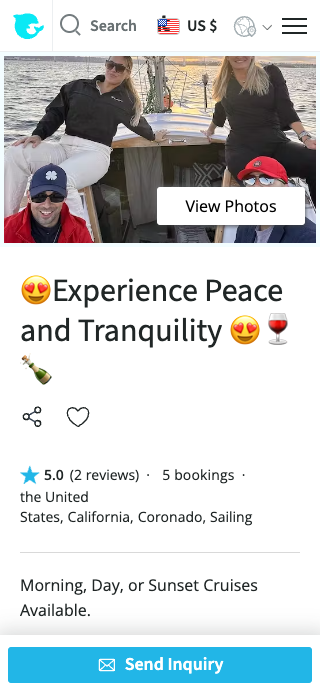 Search
US $
View Photos
😍Experience Peace
and Tranquility 😍🍷
🍾
5.0 (2 reviews) · 5 bookings ·
the United
States, California, Coronado, Sailing
Morning, Day, or Sunset Cruises
Available.
Send Inquiry